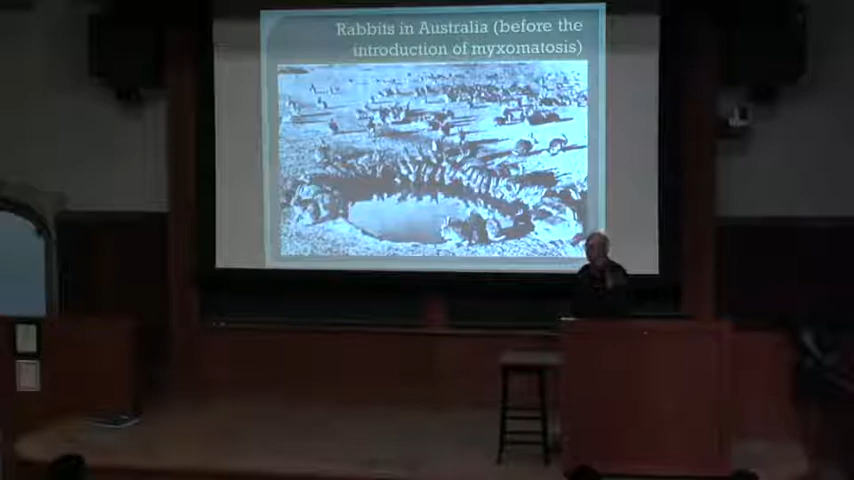 Rabbits in Australia (before the
introduction of myxomatosis)